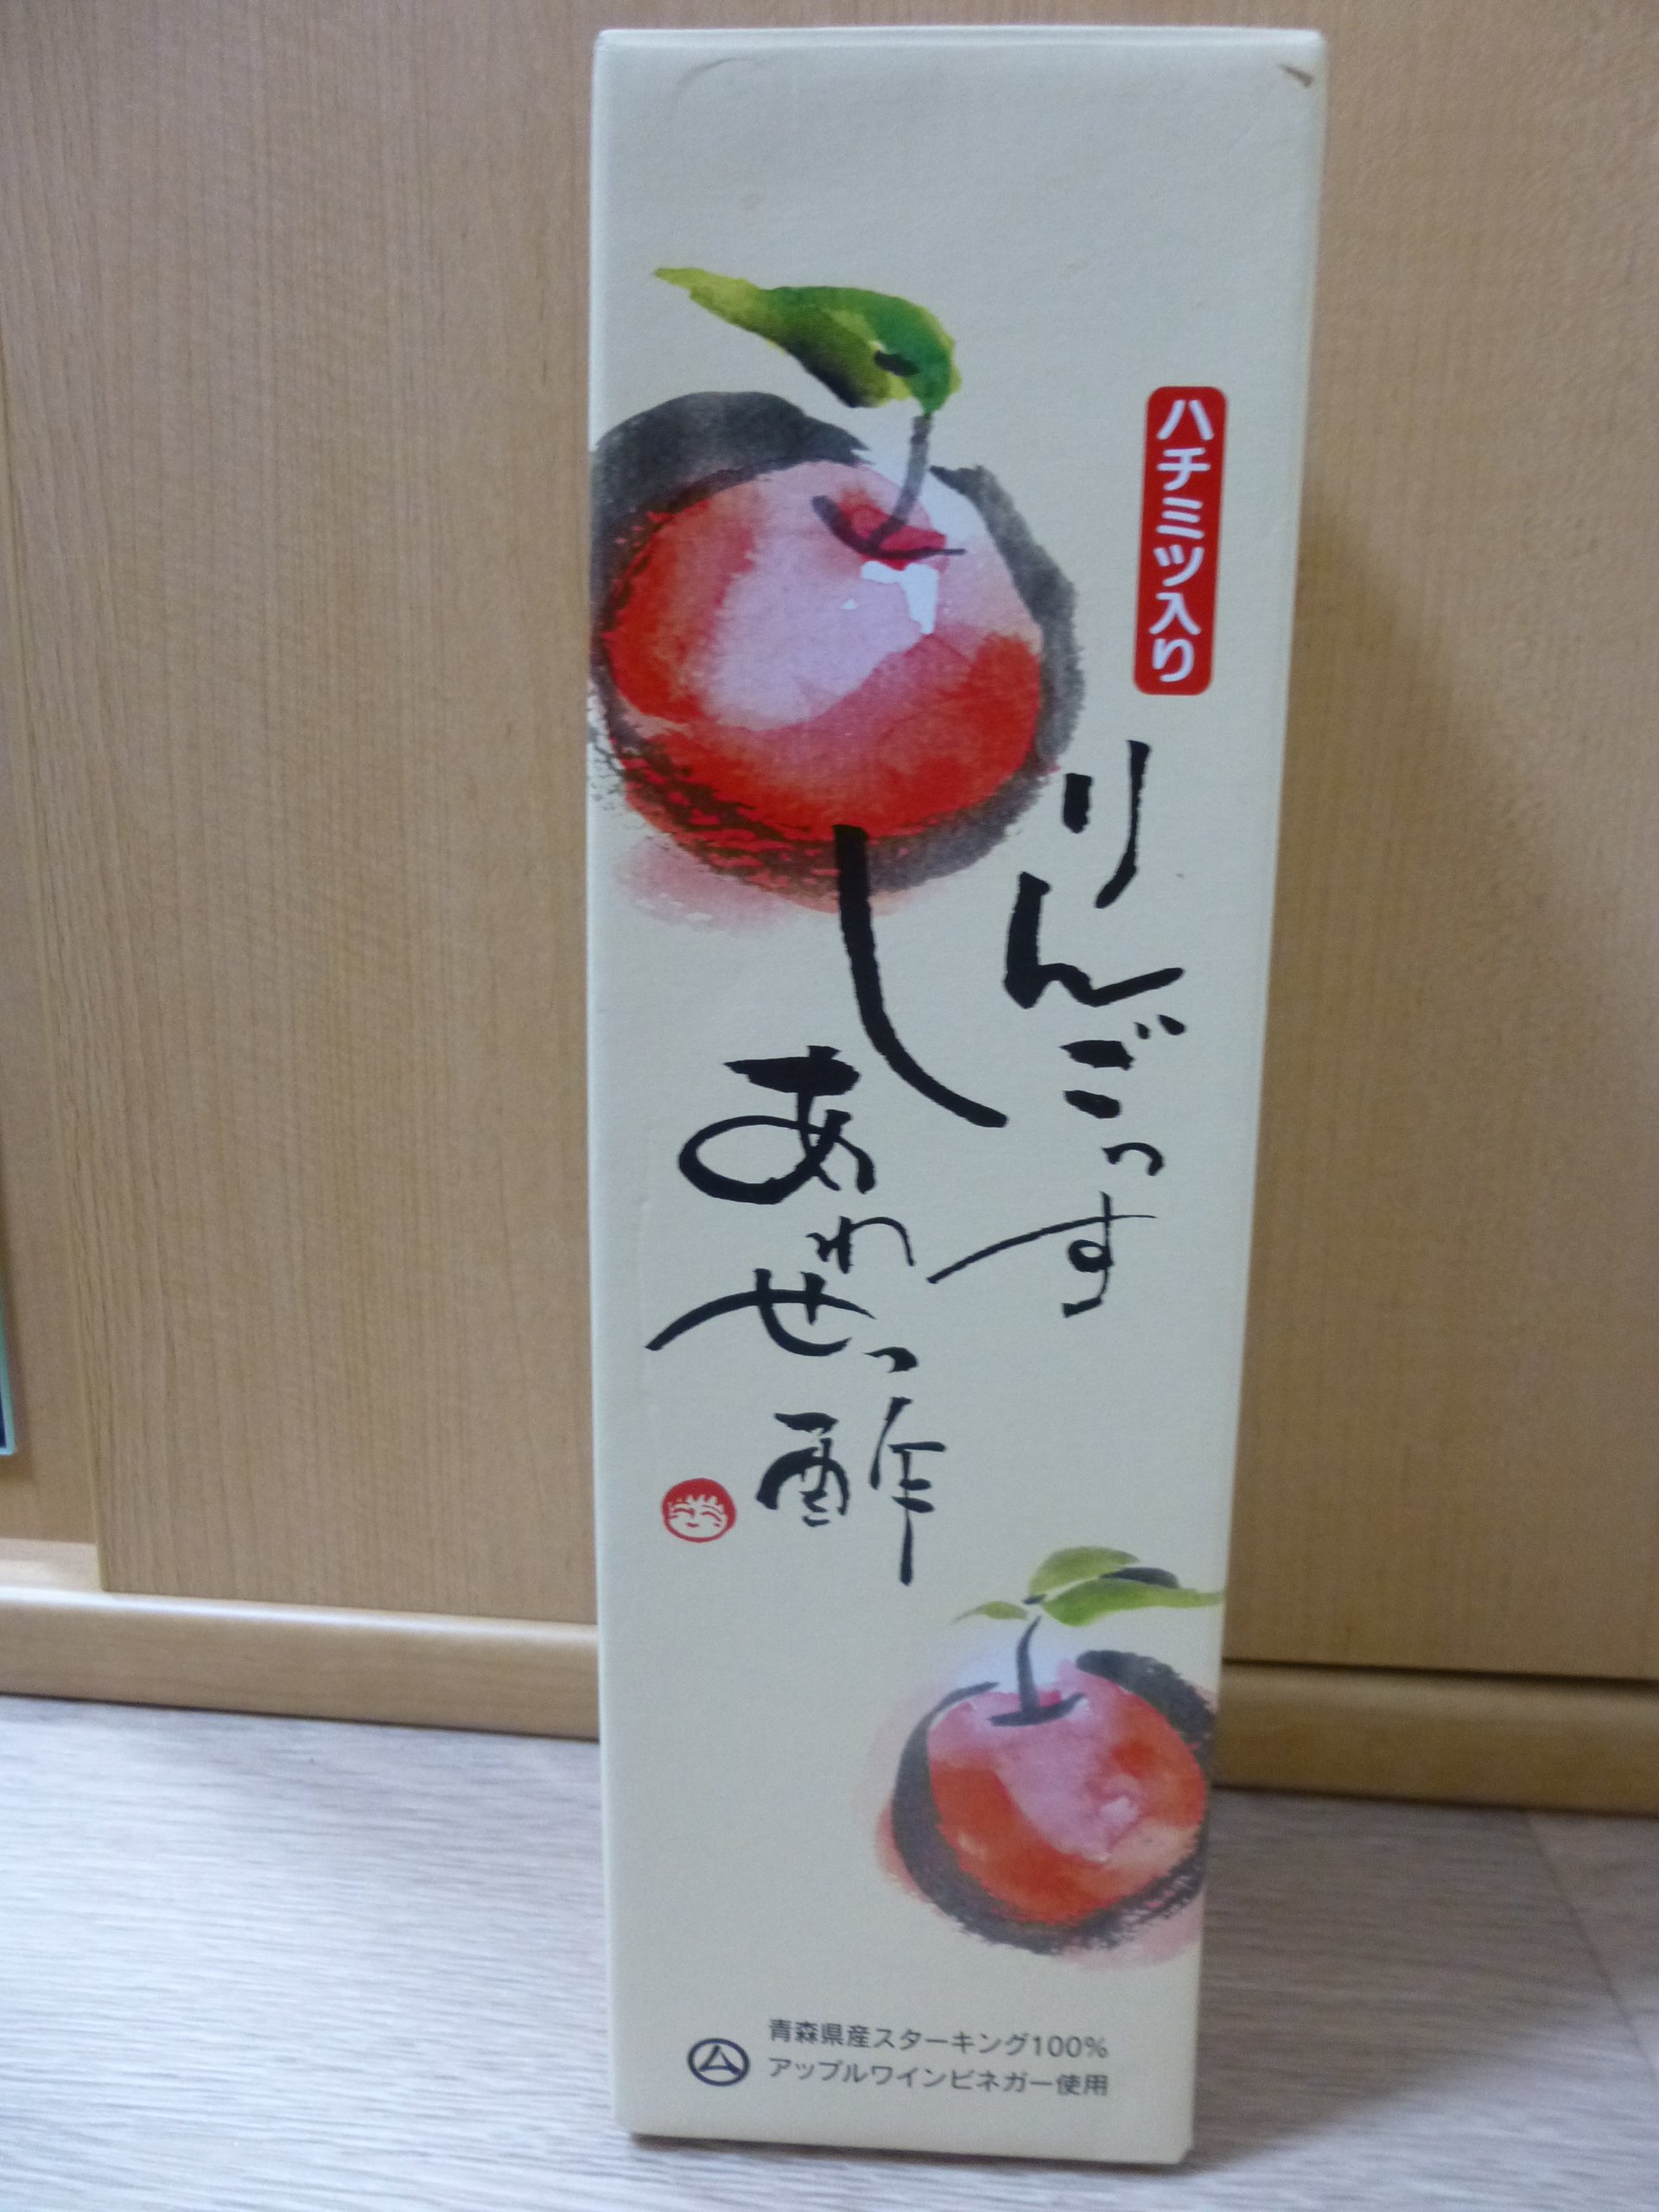 ハチミツ入り
りんごっす
しあわせっ酢
青森県産スターキング100%
アップルワインビネガー使用